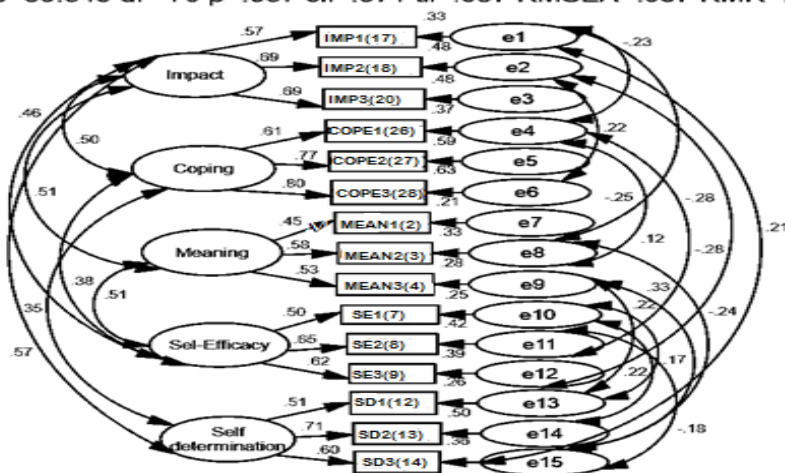 .33
.57 IMP1(17) e1
.48 -.23
.69 IMP2(18) e2
Impact .48
.69 IMP3(20) e3
.46 .37
.50 .61 COPE1(26) e4 .22
.59
Coping .77 COPE2(27) e5
.63
.80 COPE3(28) e6 -.25 -.28
.51 .21
.45 MEAN1(2) e7 .21
.33 .12
Meaning .58 MEAN2(3) e8 -.28
.28
.53 MEAN3(4) e9 .33
.38 .25
.51 .50 SE1(7) e10 .22 -.24
.35 .42
Sel-Efficacy .65 SE2(8) e11
.39 .17
.57 .62 SE3(9) e12 .22
.26
.51 SD1(12) e13
.50 -.18
Self .71 SD2(13) e14
determination
.60 SD3(14) e15